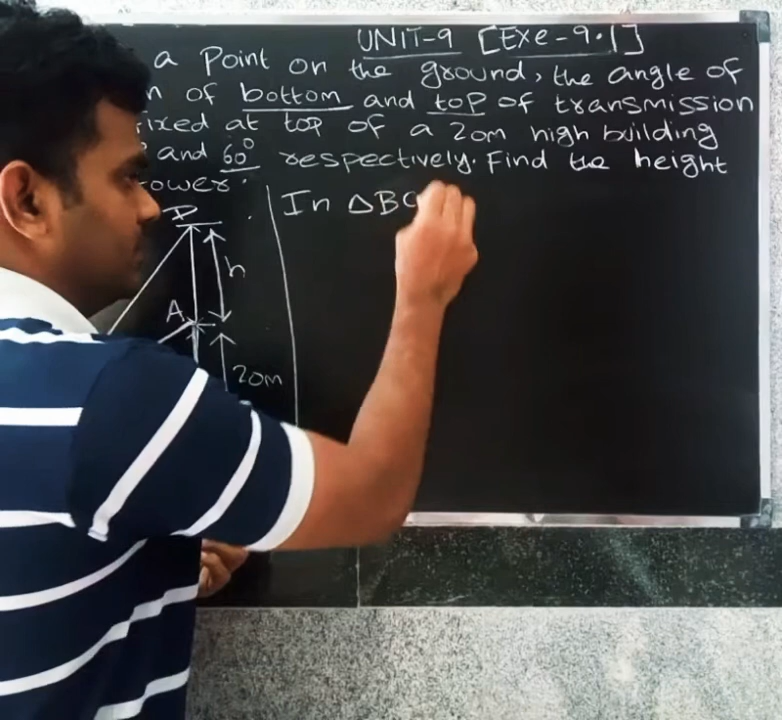 UNIT-9 [Exe-9.1]
a Point on the ground, the angle of
n of bottom and top of transmission
ixed at top of a 20m high building
and 60° respectively. Find the height
ower.
In △BC
D
h
A
20m